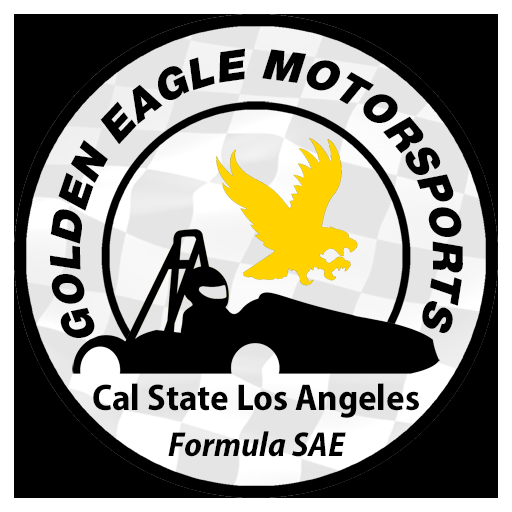 GOLDEN EAGLE MOTORSPORTS
Cal State Los Angeles
Formula SAE